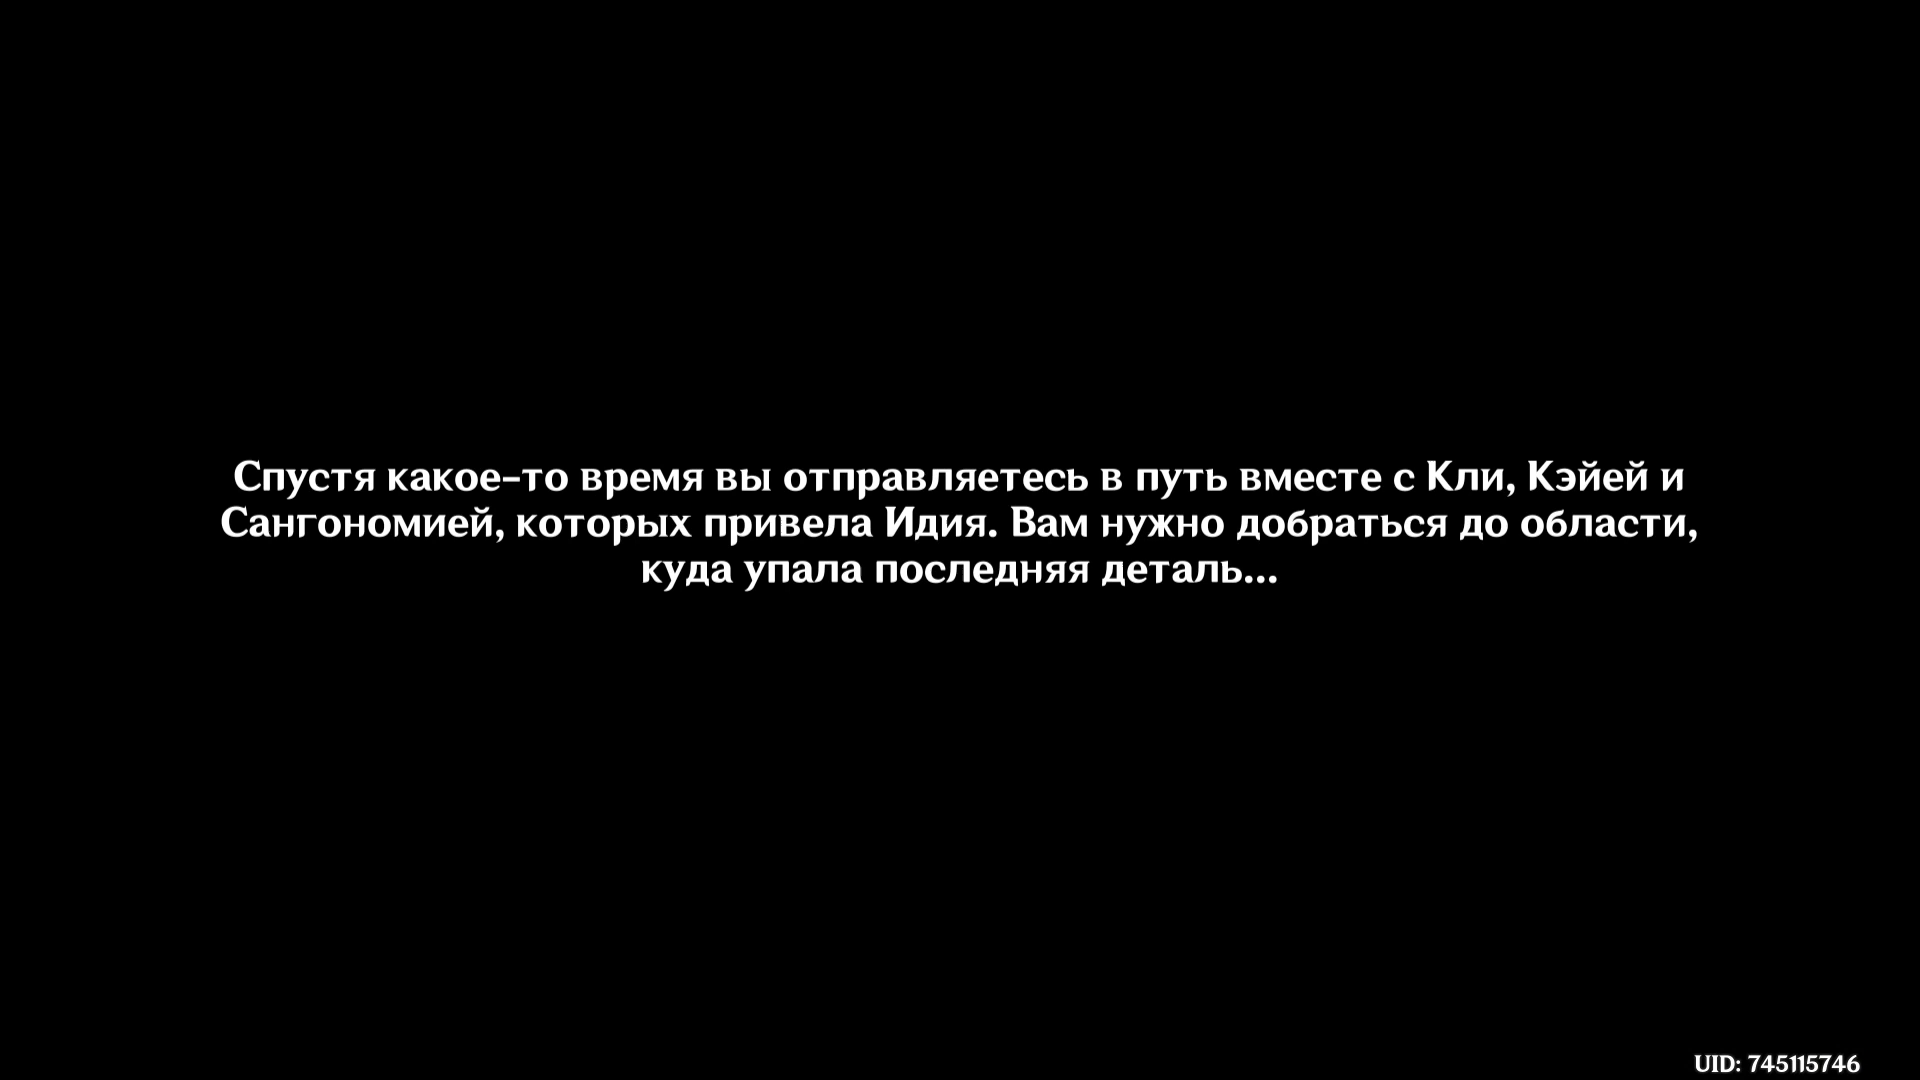 Спустя какое-то время вы отправляетесь в путь вместе с Кли, Кэйей и
Сангономией, которых привела Идия. Вам нужно добраться до области,
куда упала последняя деталь...
UID: 745115746